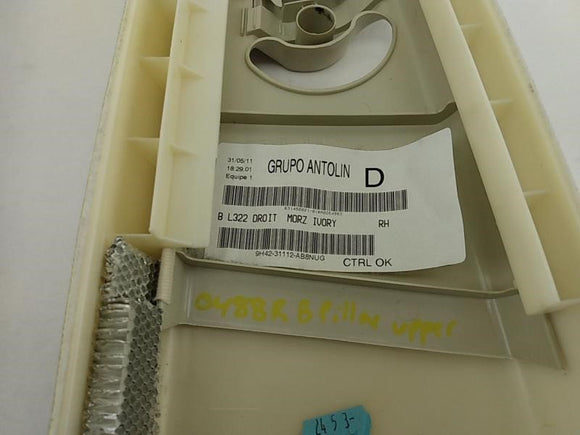 31/05/11
18:29:01
Equipe 1
GRUPO ANTOLIN D
B L322 DROIT MORZ IVORY RH
9H42-31112-AB8NUG
CTRL OK
0488R B Pillar upper
2453-